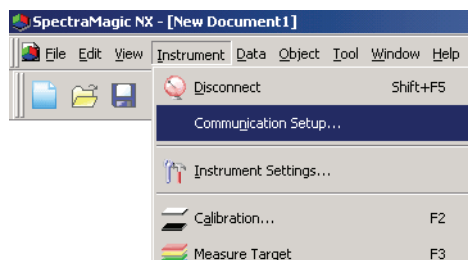 SpectraMagic NX - [New Document1]
File Edit View Instrument Data Object Tool Window Help
Disconnect Shift+F5
Communication Setup...
Instrument Settings...
Calibration... F2
Measure Target F3